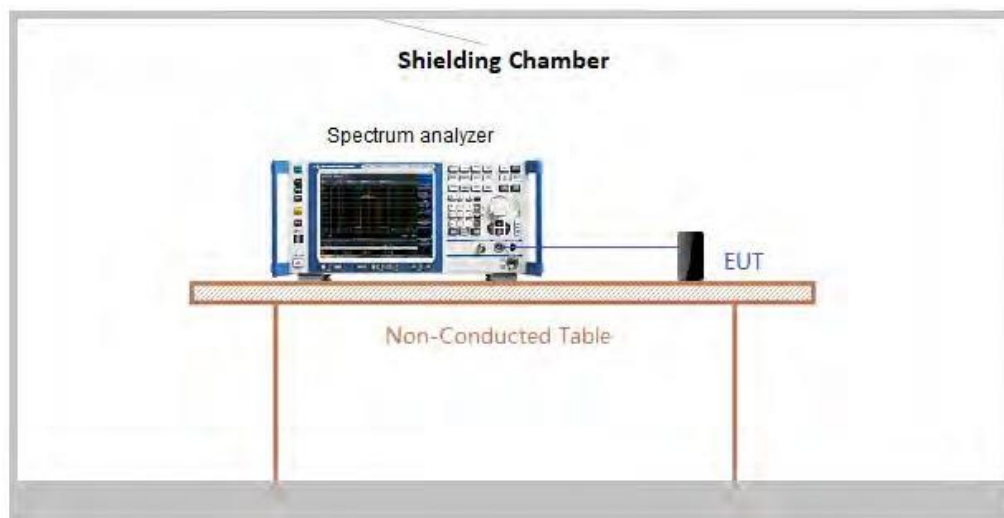 Shielding Chamber
Spectrum analyzer
EUT
Non-Conducted Table